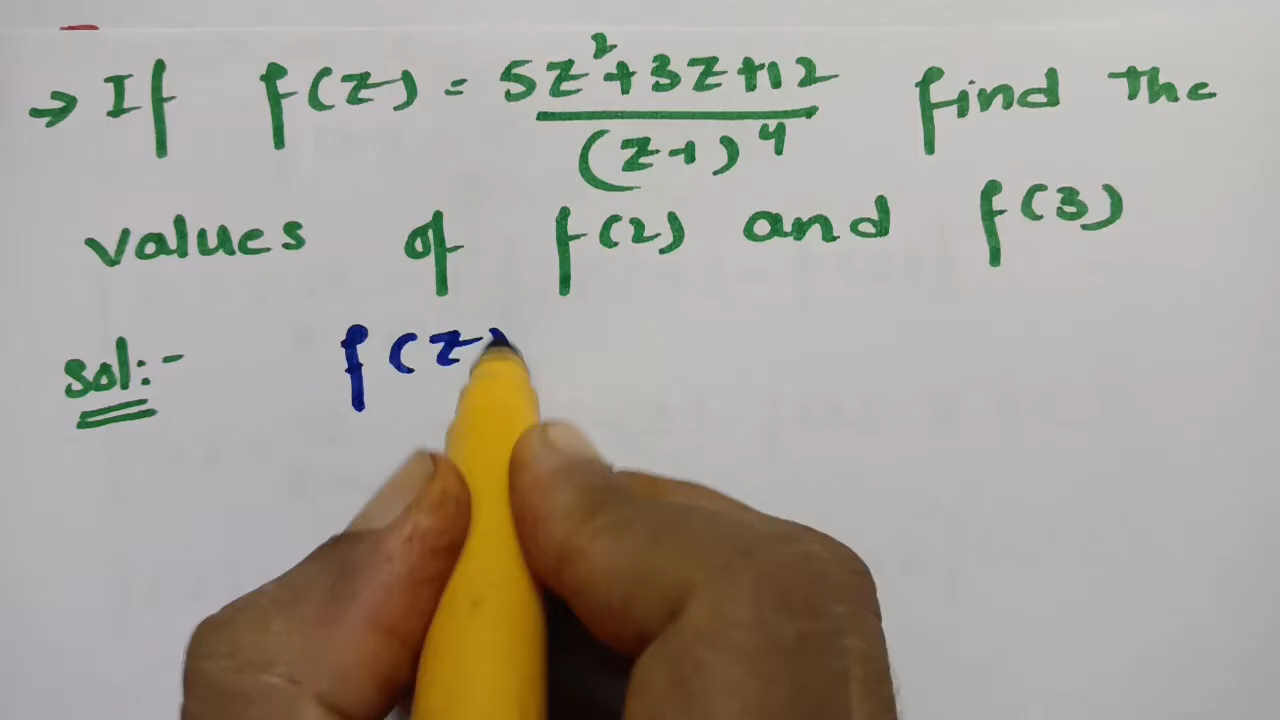 → If f(z) = 5z²+3z+12 find the
(z-1)⁴
values of f(2) and f(3)
Sol:- f(z)